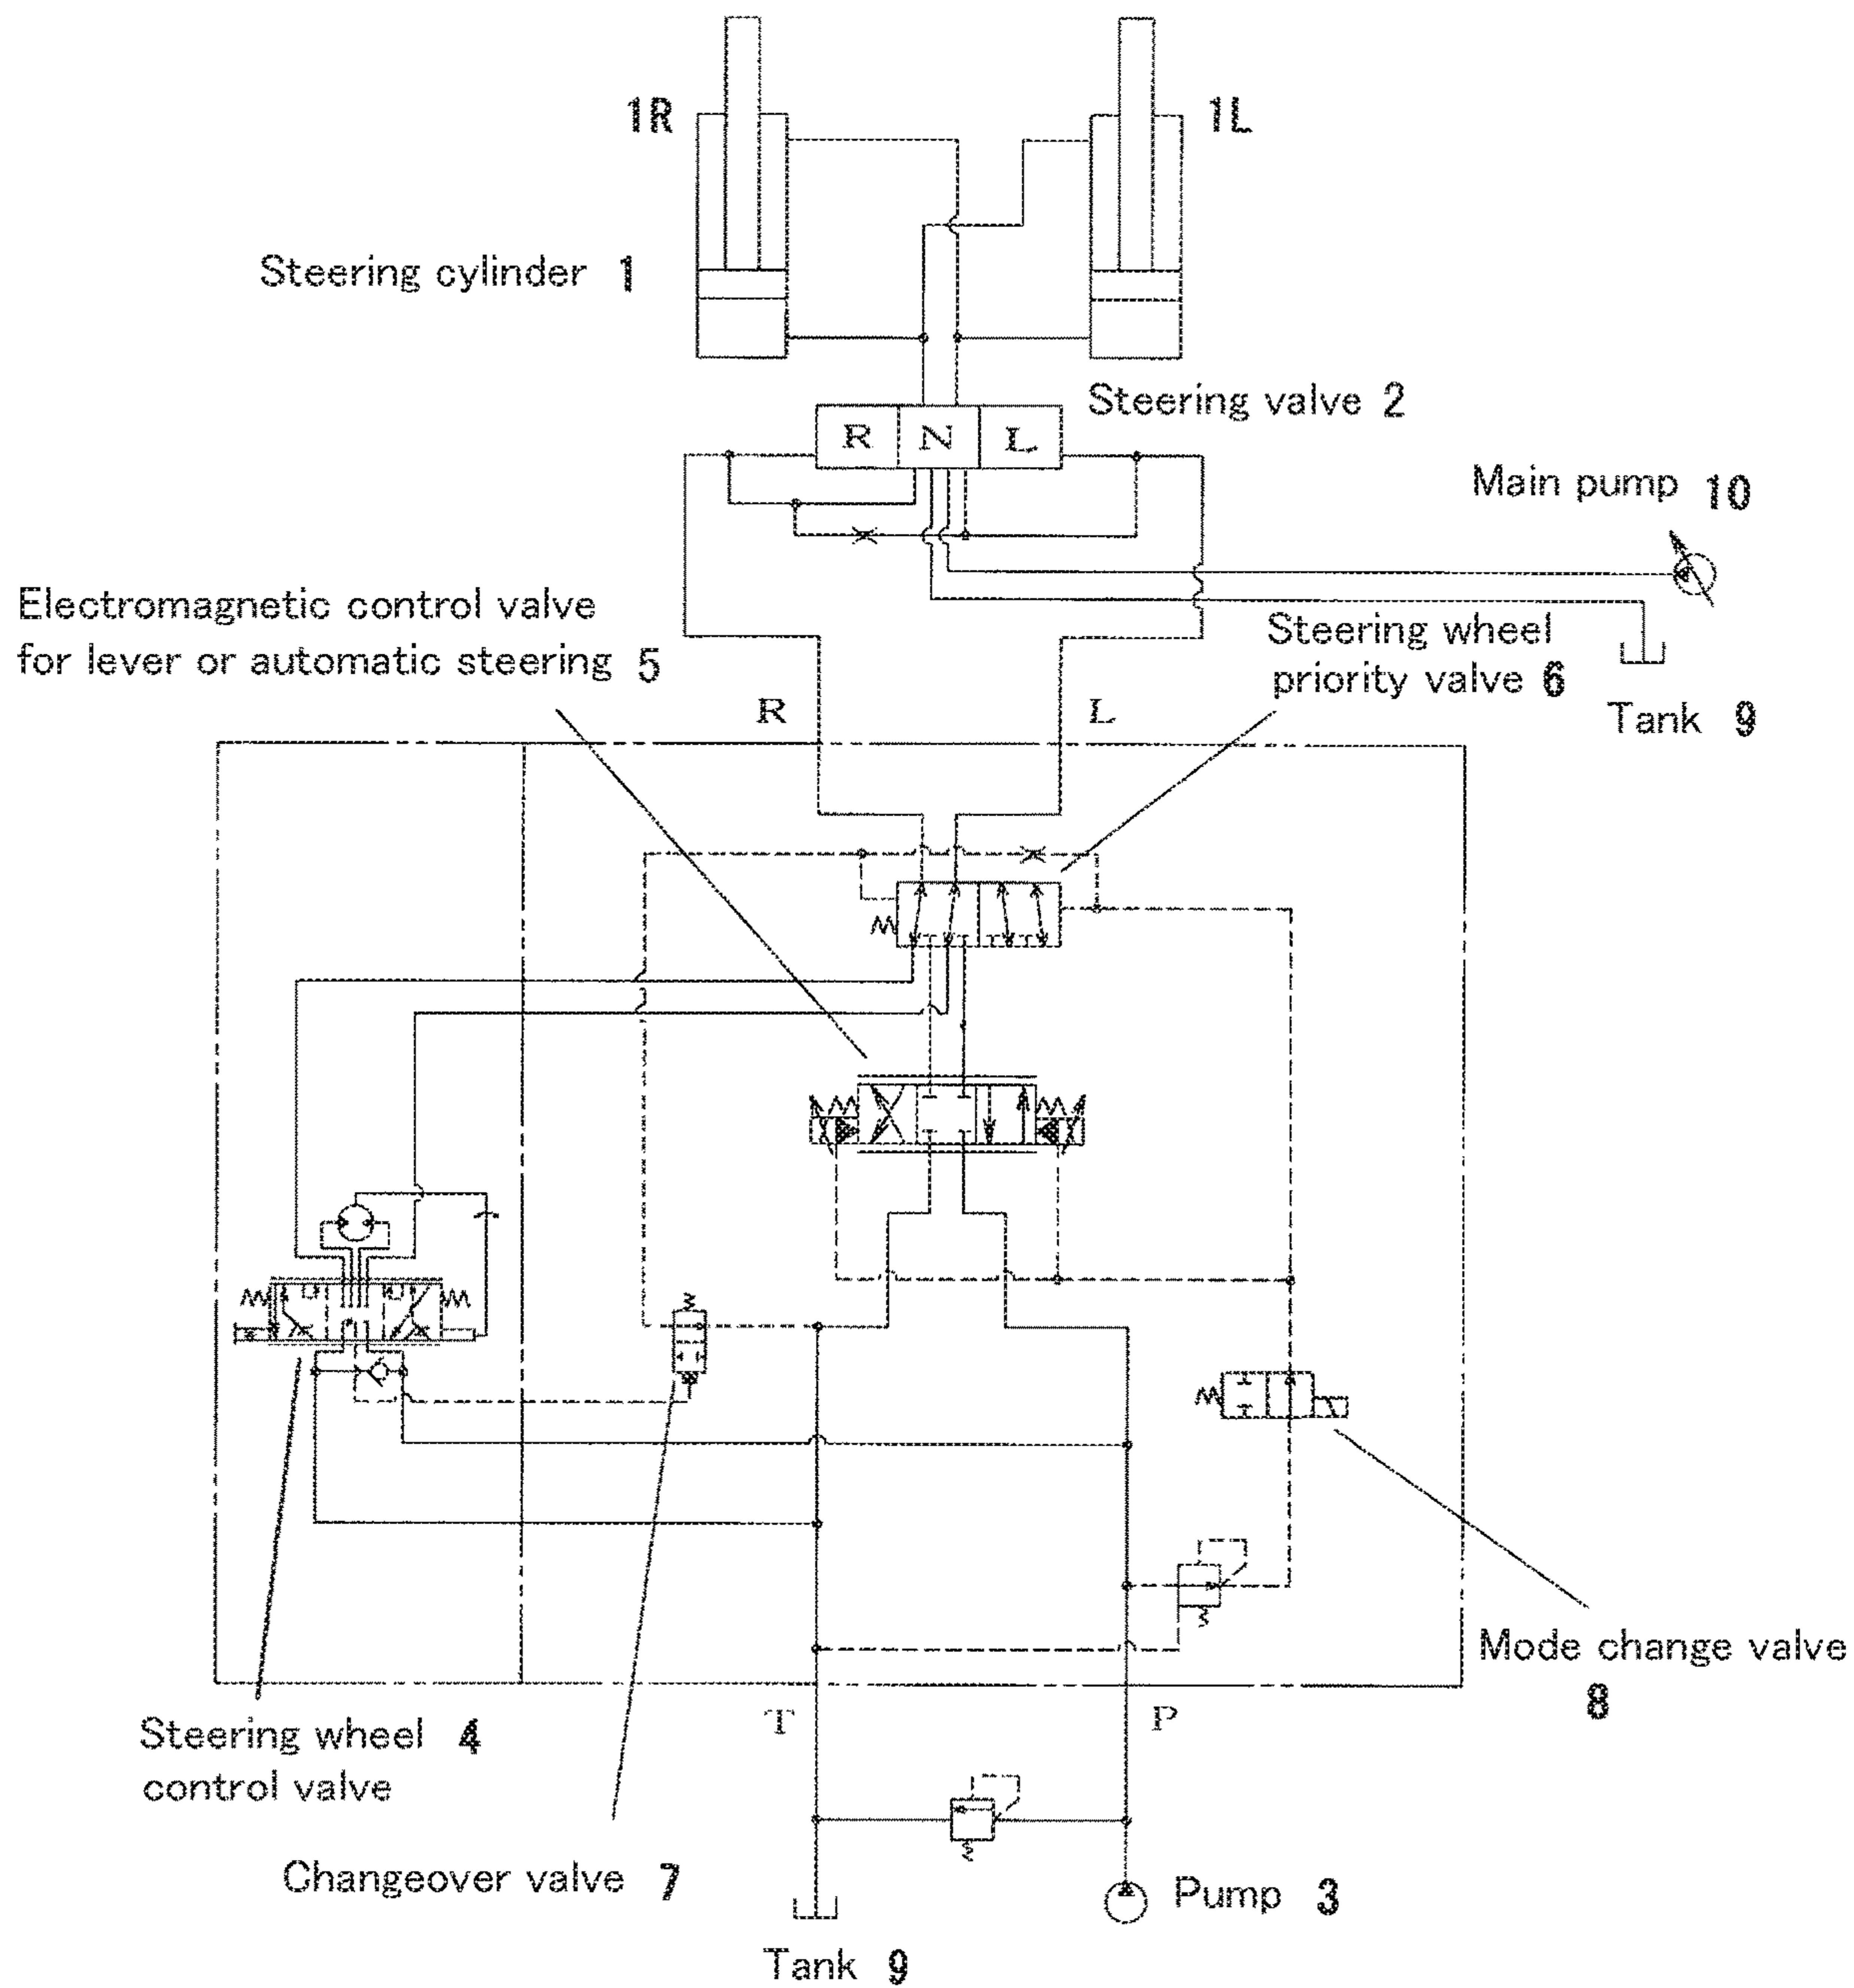 1R
1L
Steering cylinder 1
Steering valve 2
R N L
Main pump 10
Electromagnetic control valve
for lever or automatic steering 5
Steering wheel
priority valve 6
Tank 9
R
L
Mode change valve
8
T
P
Steering wheel 4
control valve
Changeover valve 7
Pump 3
Tank 9